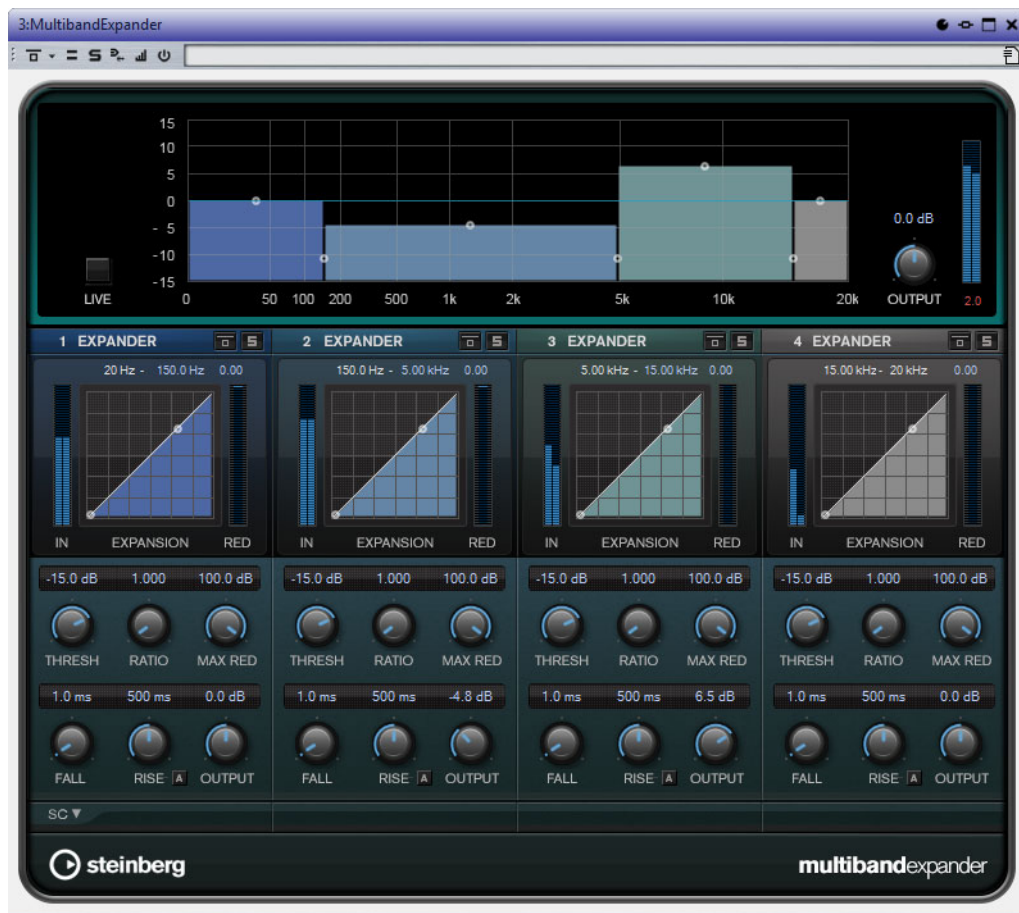 3:MultibandExpander
15
10
5
0
- 5
-10
-15
0 50 100 200 500 1k 2k 5k 10k 20k
LIVE
0.0 dB
OUTPUT
2.0
1 EXPANDER S
2 EXPANDER S
3 EXPANDER S
4 EXPANDER S
20 Hz - 150.0 Hz 0.00
150.0 Hz - 5.00 kHz 0.00
5.00 kHz - 15.00 kHz 0.00
15.00 kHz - 20 kHz 0.00
IN EXPANSION RED
IN EXPANSION RED
IN EXPANSION RED
IN EXPANSION RED
-15.0 dB 1.000 100.0 dB
-15.0 dB 1.000 100.0 dB
-15.0 dB 1.000 100.0 dB
-15.0 dB 1.000 100.0 dB
THRESH RATIO MAX RED
THRESH RATIO MAX RED
THRESH RATIO MAX RED
THRESH RATIO MAX RED
1.0 ms 500 ms 0.0 dB
1.0 ms 500 ms -4.8 dB
1.0 ms 500 ms 6.5 dB
1.0 ms 500 ms 0.0 dB
FALL RISE A OUTPUT
FALL RISE A OUTPUT
FALL RISE A OUTPUT
FALL RISE A OUTPUT
SC
steinberg
multibandexpander